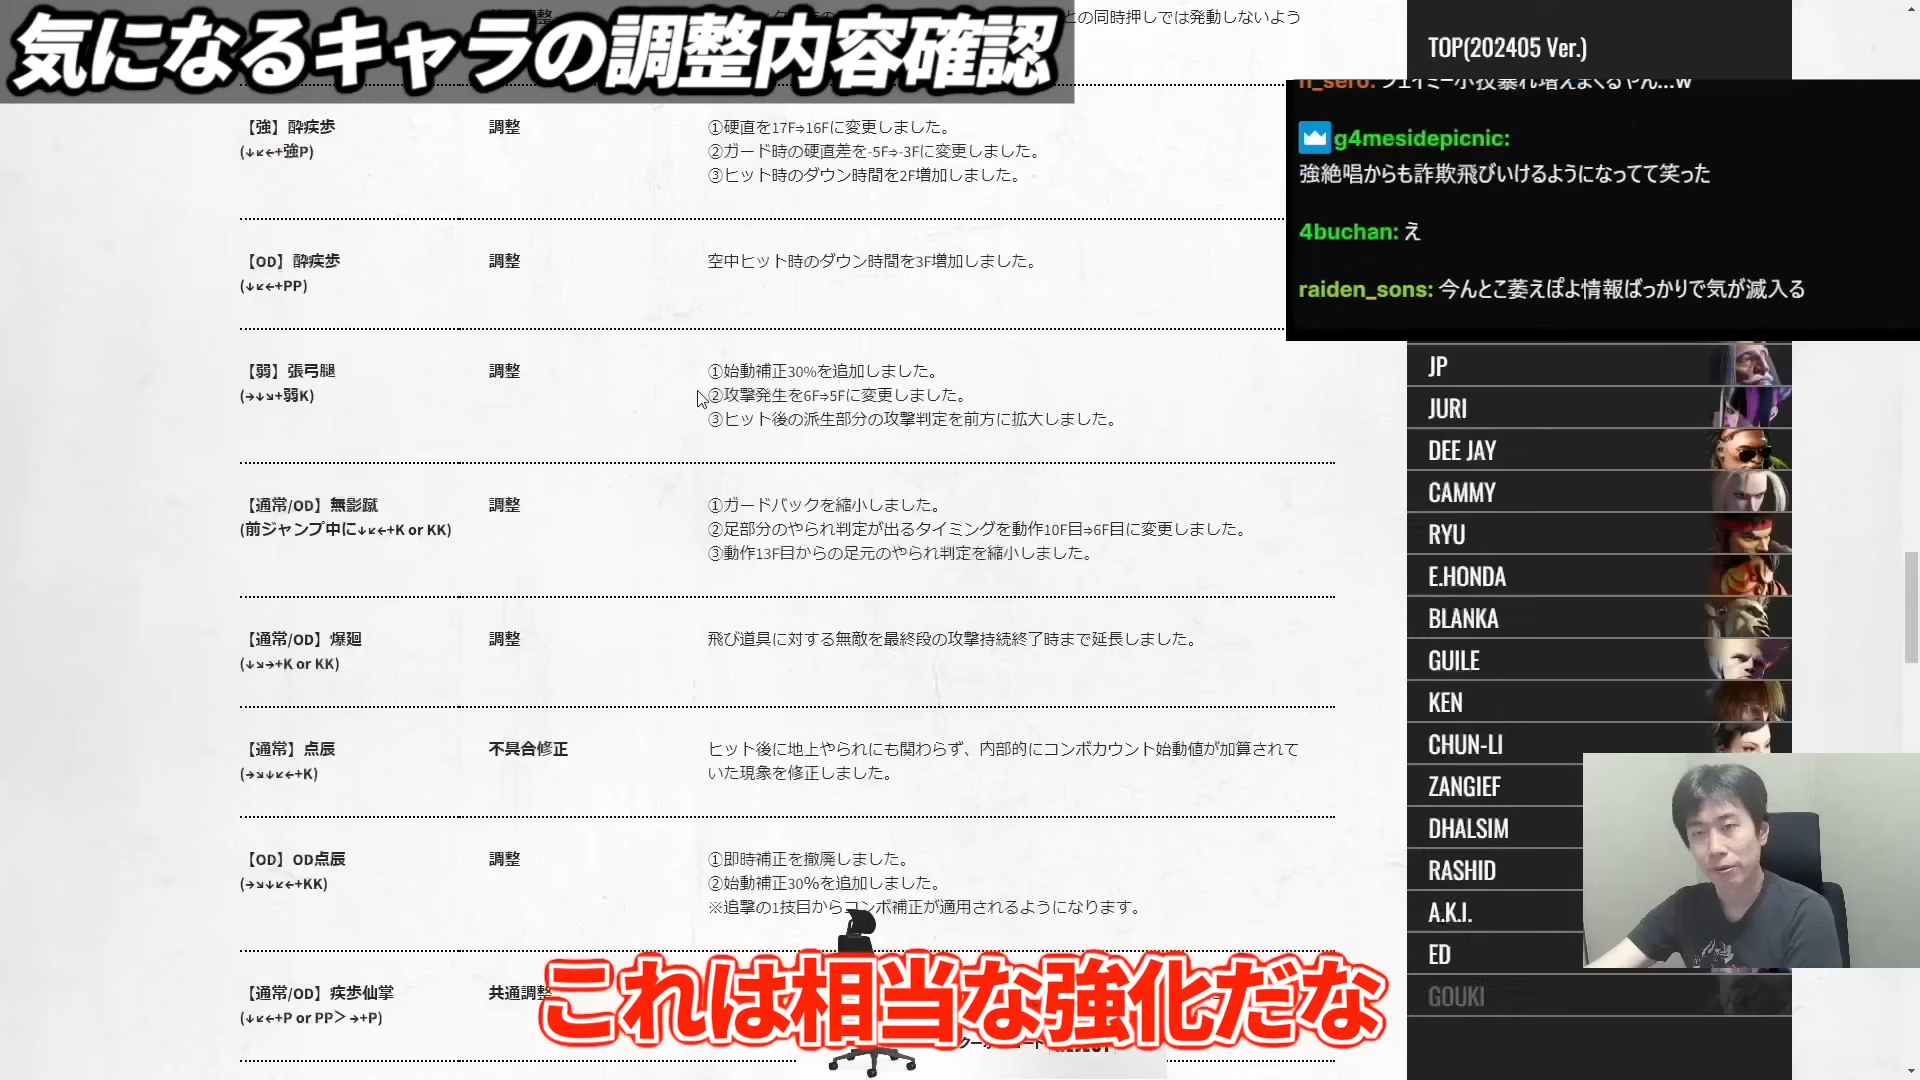 気になるキャラの調整内容確認
との同時押しでは発動しないよう
【強】酔疾歩
(↓↙←+強P)
調整
①硬直を17F⇒16Fに変更しました。
②ガード時の硬直差を-5F⇒-3Fに変更しました。
③ヒット時のダウン時間を2F増加しました。
【OD】酔疾歩
(↓↙←+PP)
調整
空中ヒット時のダウン時間を3F増加しました。
【弱】張弓腿
(→↓↘+弱K)
調整
①始動補正30%を追加しました。
②攻撃発生を6F⇒5Fに変更しました。
③ヒット後の派生部分の攻撃判定を前方に拡大しました。
【通常/OD】無影蹴
(前ジャンプ中に↓↙←+K or KK)
調整
①ガードバックを縮小しました。
②足部分のやられ判定が出るタイミングを動作10F目⇒6F目に変更しました。
③動作13F目からの足元のやられ判定を縮小しました。
【通常/OD】爆廻
(↓↘→+K or KK)
調整
飛び道具に対する無敵を最終段の攻撃持続終了時まで延長しました。
【通常】点辰
(→↘↓↙←+K)
不具合修正
ヒット後に地上やられにも関わらず、内部的にコンボカウント始動値が加算されて
いた現象を修正しました。
【OD】OD点辰
(→↘↓↙←+KK)
調整
①即時補正を撤廃しました。
②始動補正30%を追加しました。
※追撃の1技目からコンボ補正が適用されるようになります。
【通常/OD】疾歩仙掌
(↓↙←+P or PP＞→+P)
共通調整
これは相当な強化だな
TOP(202405 Ver.)
n_sero: ジェイミー小技暴れ増えまくるやん...w
g4mesidepicnic:
強絶唱からも詐欺飛びいけるようになってて笑った
4buchan: え
raiden_sons: 今んとこ萎えぽよ情報ばっかりで気が滅入る
JP
JURI
DEE JAY
CAMMY
RYU
E.HONDA
BLANKA
GUILE
KEN
CHUN-LI
ZANGIEF
DHALSIM
RASHID
A.K.I.
ED
GOUKI